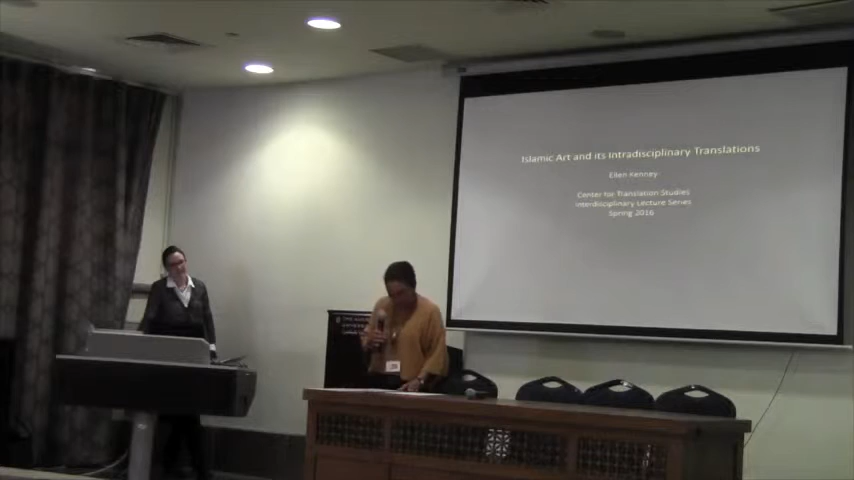 Islamic Art and its Intradisciplinary Translations
Ellen Kenney
Center for Translation Studies
Interdisciplinary Lecture Series
Spring 2016